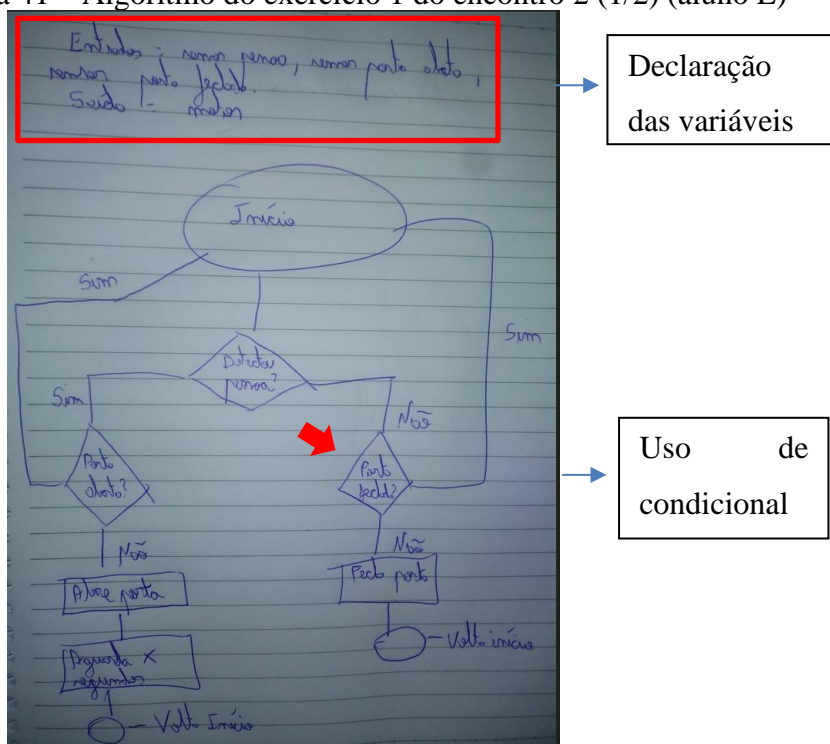 Algoritmo do exercício 1 do encontro 2 (1/2) (aluno E)
Entradas = sensor pessoa, sensor porta aberta,
sensor porta fechada.
Saída = motor
Declaração
das variáveis
Início
Sim
Sim
Detectou
pessoa?
Sim
Não
Porta
aberta?
Porta
fechada?
Uso de
condicional
Não
Não
Abre porta
Fecha porta
Aguarda X
segundos
Volta início
Volta Início